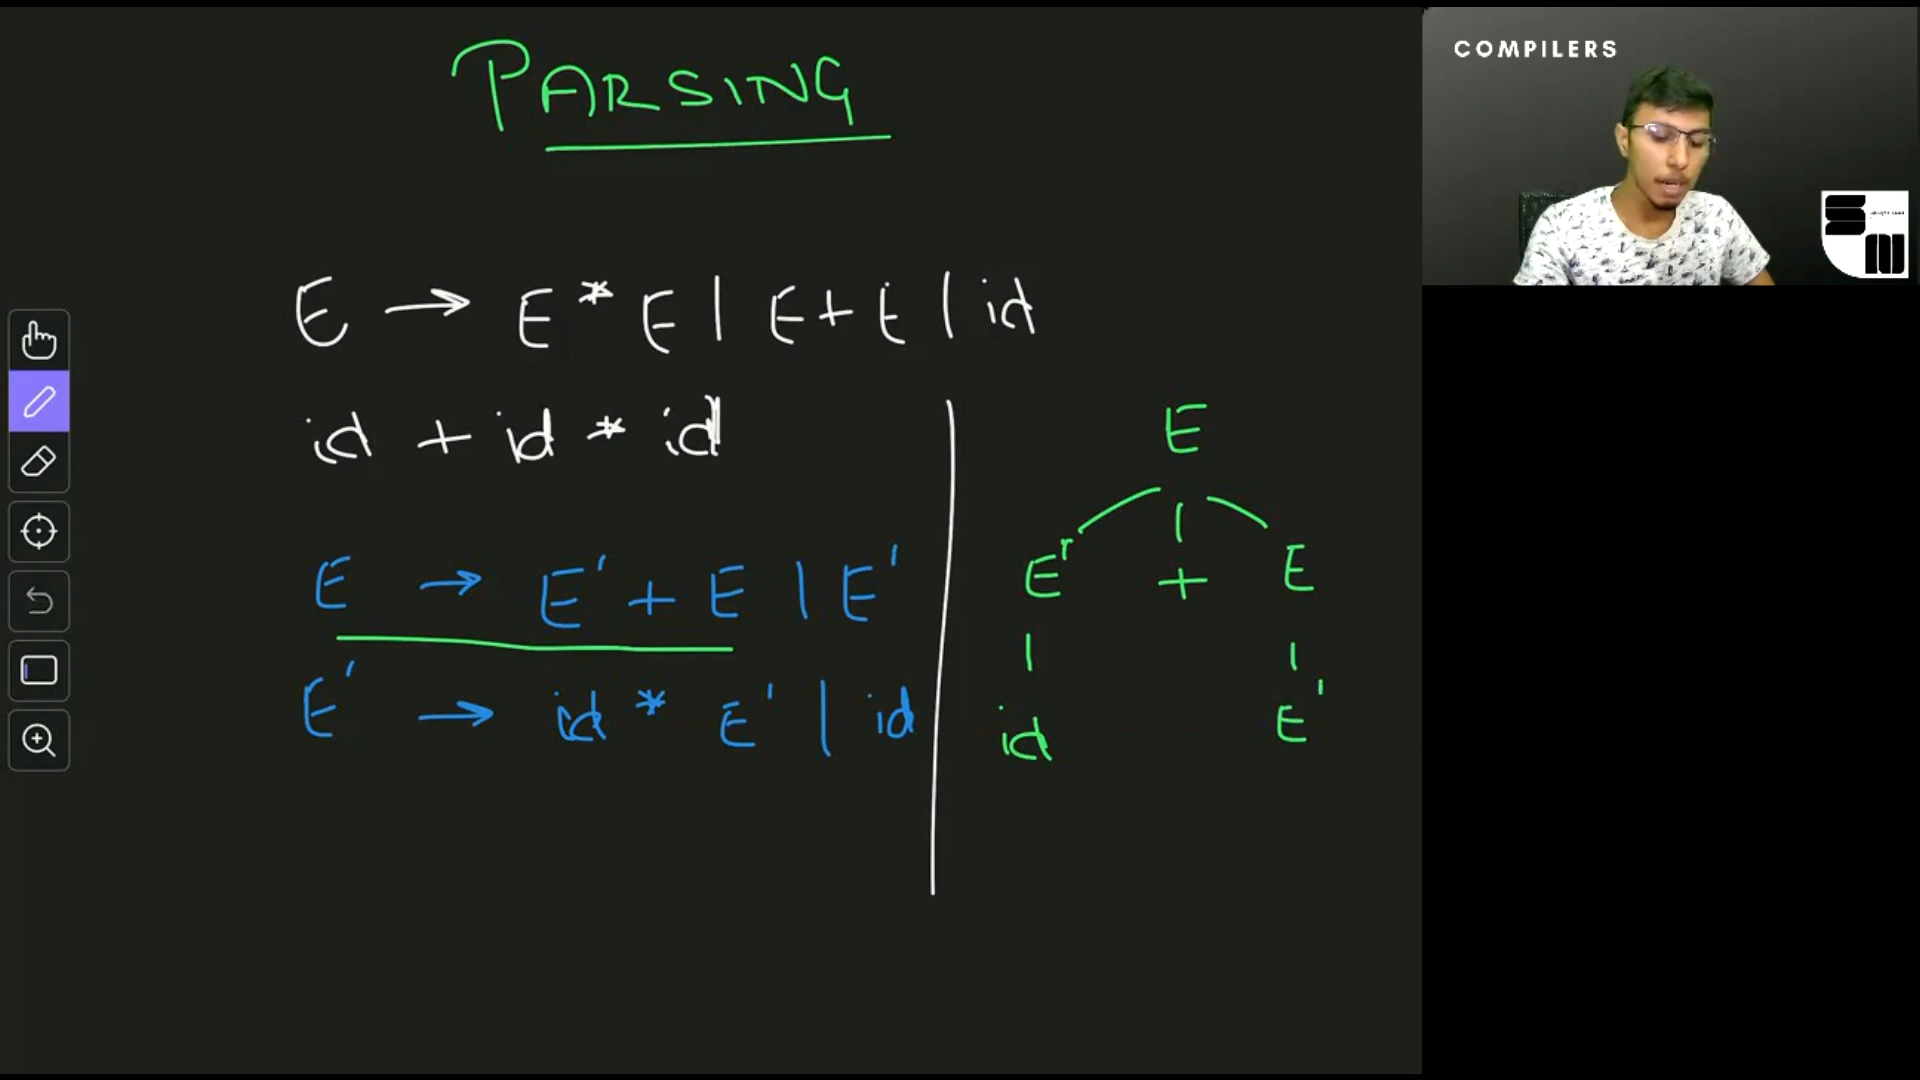 PARSING
COMPILERS
E → E * E | E + E | id
id + id * id
E → E' + E | E'
E' → id * E' | id
E
E' + E
id E'